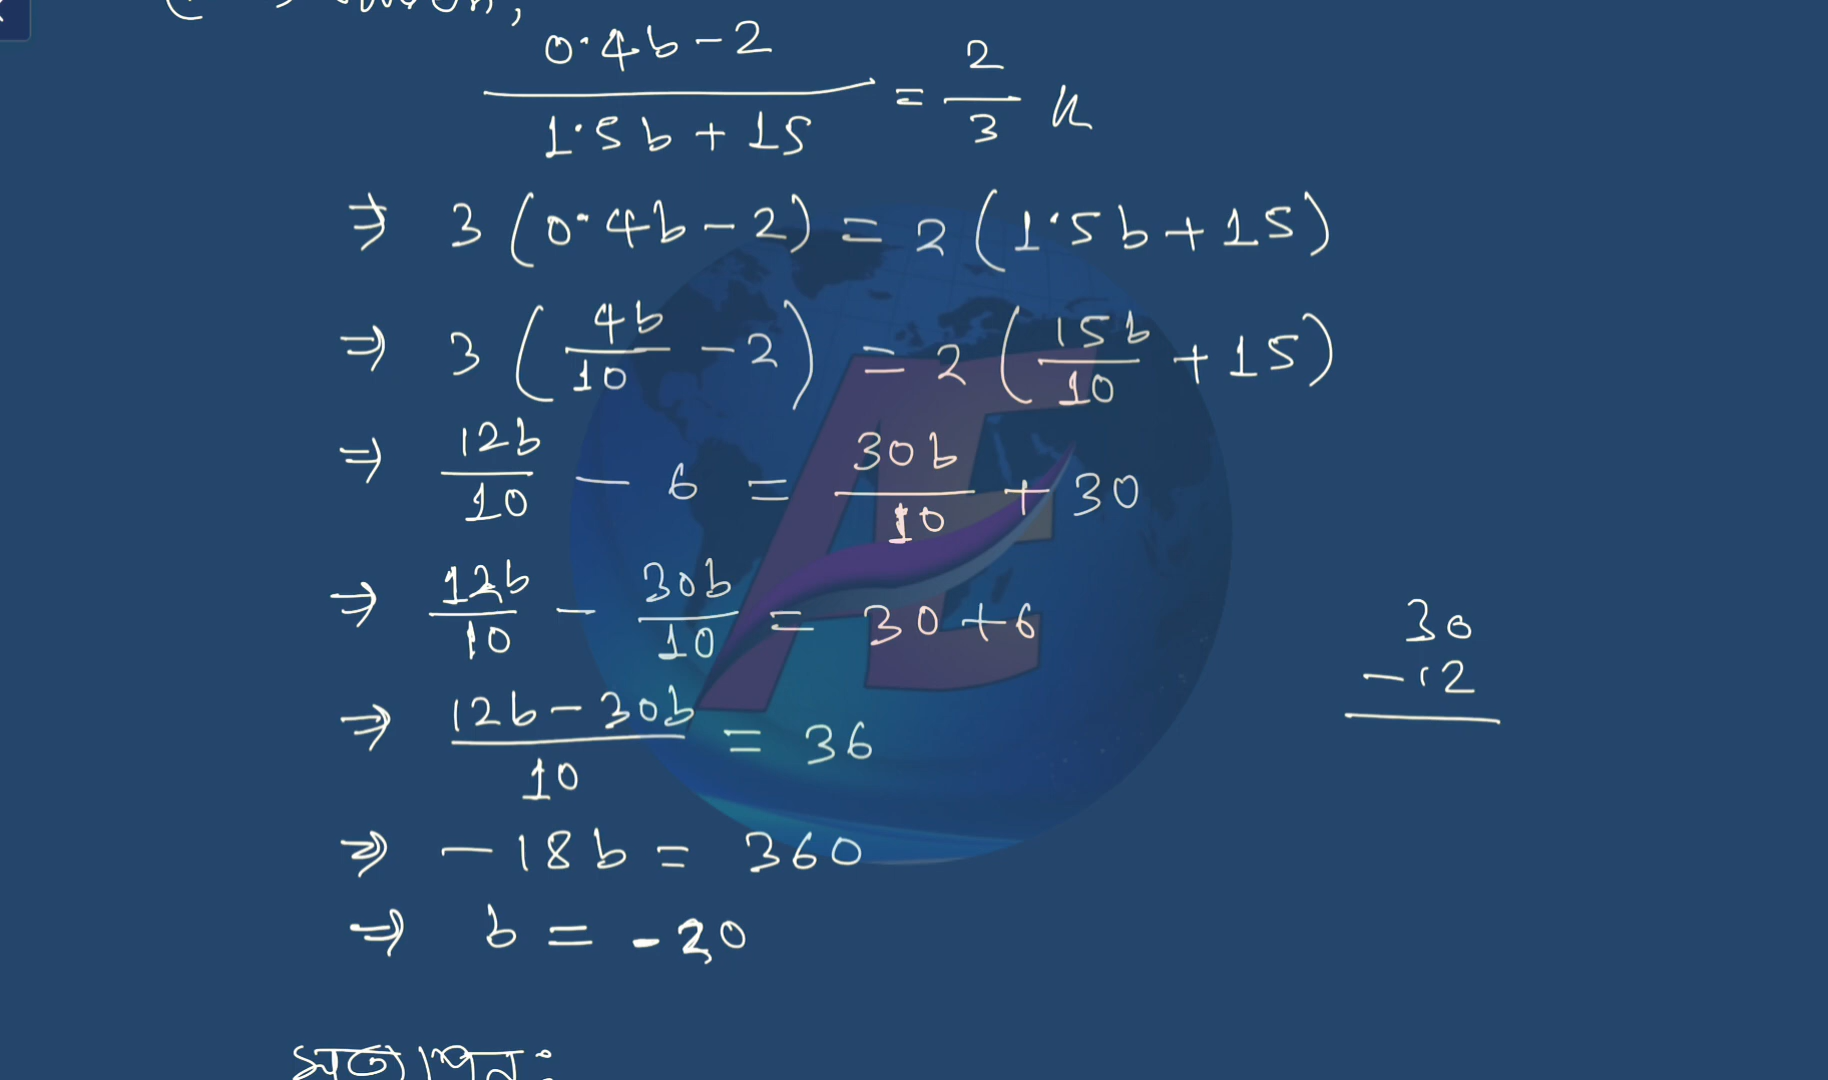 0.4b-2 / 1.5b+15 = 2/3
⇒ 3(0.4b-2) = 2(1.5b+15)
⇒ 3(4b/10 -2) = 2(15b/10 +15)
⇒ 12b/10 - 6 = 30b/10 + 30
⇒ 12b/10 - 30b/10 = 30+6
⇒ 12b-30b / 10 = 36
30
-12
⇒ -18b = 360
⇒ b = -20